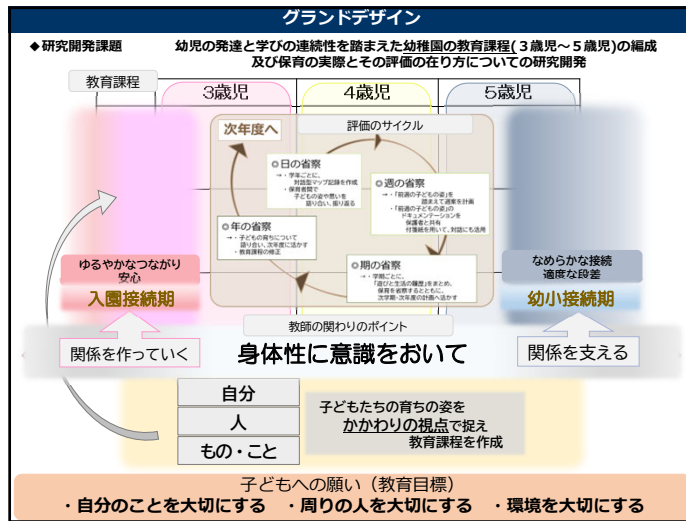 グランドデザイン
◆研究開発課題
幼児の発達と学びの連続性を踏まえた幼稚園の教育課程(３歳児～５歳児)の編成
及び保育の実際とその評価の在り方についての研究開発
教育課程
３歳児
４歳児
５歳児
次年度へ
評価のサイクル
◎日の省察
→・学年ごとに、
対話型マップ記録を作成
・保育者間で
子どもの姿や思いを
語り合い、振り返る
◎週の省察
→・「前週の子どもの姿」を
踏まえて週案を計画
・「前週の子どもの姿」の
ドキュメンテーションを
保護者と共有
付箋紙を用いて、対話にも活用
◎年の省察
→・子どもの育ちについて
語り合い、次年度に活かす
・教育課程の修正
◎期の省察
→・学期ごとに、
「遊びと生活の履歴」をまとめ、
保育を省察するとともに、
次学期・次年度の計画へ活かす
ゆるやかなつながり
安心
入園接続期
なめらかな接続
適度な段差
幼小接続期
教師の関わりのポイント
関係を作っていく
身体性に意識をおいて
関係を支える
自分
人
もの・こと
子どもたちの育ちの姿を
かかわりの視点で捉え
教育課程を作成
子どもへの願い（教育目標）
・自分のことを大切にする　・周りの人を大切にする　・環境を大切にする